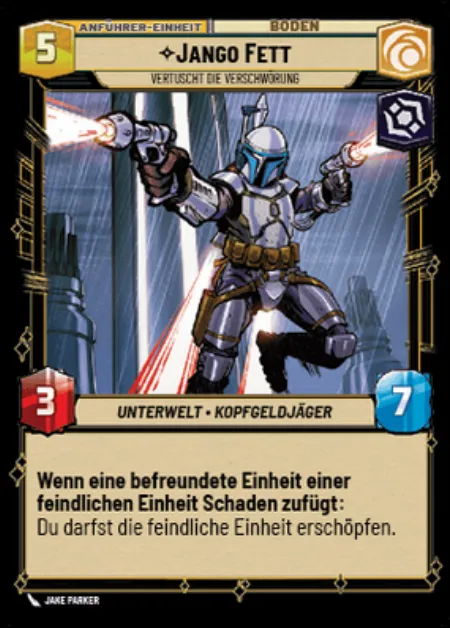 5
ANFÜHRER-EINHEIT
BODEN
JANGO FETT
VERTUSCHT DIE VERSCHWÖRUNG
3
UNTERWELT • KOPFGELDJÄGER
7
Wenn eine befreundete Einheit einer
feindlichen Einheit Schaden zufügt:
Du darfst die feindliche Einheit erschöpfen.
JAKE PARKER